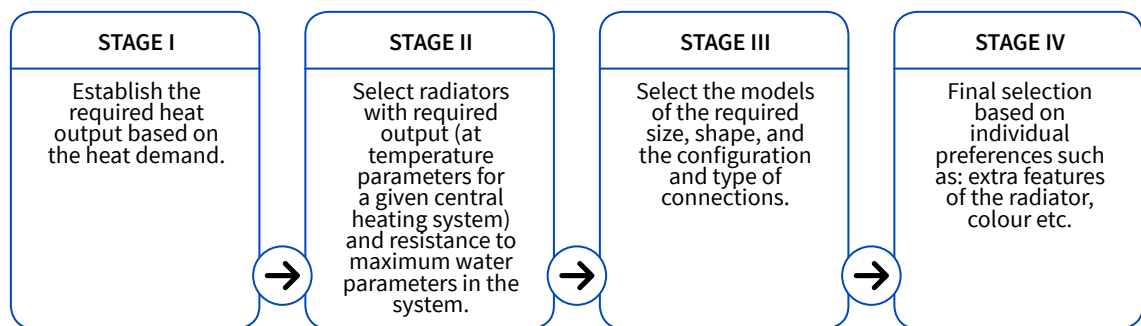 STAGE I
Establish the
required heat
output based on
the heat demand.
STAGE II
Select radiators
with required
output (at
temperature
parameters for
a given central
heating system)
and resistance to
maximum water
parameters in the
system.
STAGE III
Select the models
of the required
size, shape, and
the configuration
and type of
connections.
STAGE IV
Final selection
based on
individual
preferences such
as: extra features
of the radiator,
colour etc.